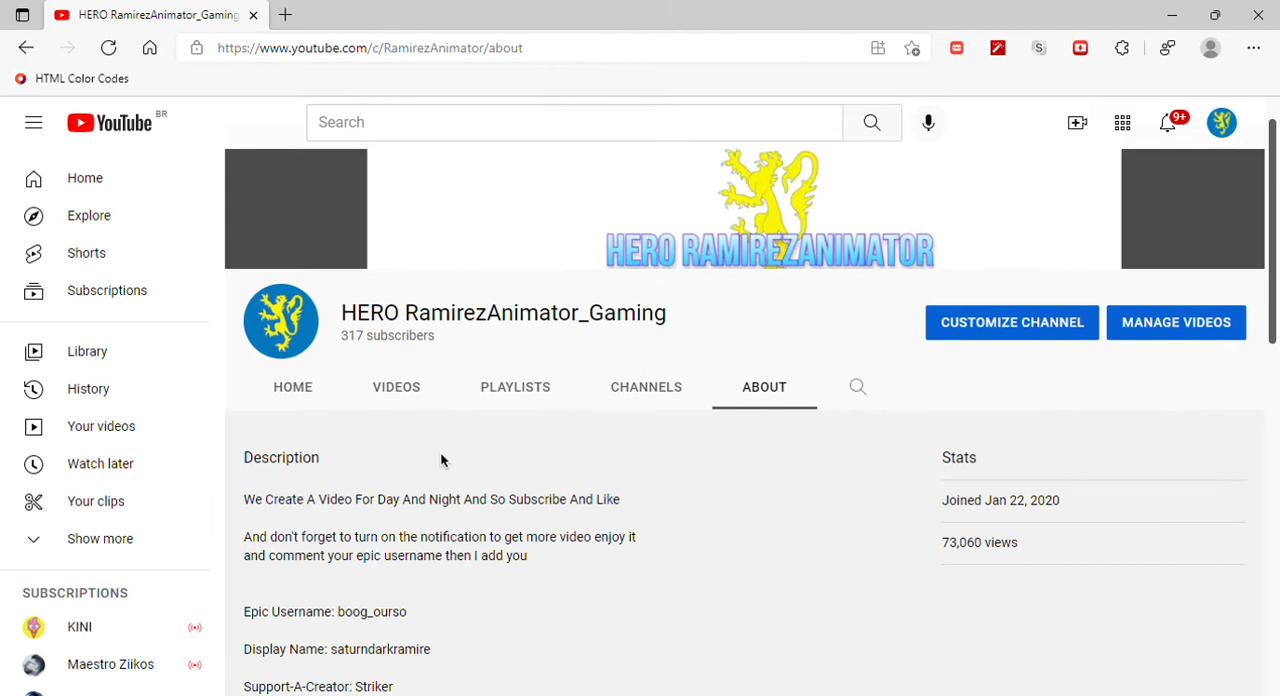 HERO RamirezAnimator_Gaming
https://www.youtube.com/c/RamirezAnimator/about
HTML Color Codes
YouTube BR
Search
9+
HERO RAMIREZANIMATOR
Home
Explore
Shorts
Subscriptions
Library
History
Your videos
Watch later
Your clips
Show more
SUBSCRIPTIONS
KINI
Maestro Ziikos
HERO RamirezAnimator_Gaming
317 subscribers
CUSTOMIZE CHANNEL
MANAGE VIDEOS
HOME VIDEOS PLAYLISTS CHANNELS ABOUT
Description
We Create A Video For Day And Night And So Subscribe And Like
And don't forget to turn on the notification to get more video enjoy it
and comment your epic username then I add you
Epic Username: boog_ourso
Display Name: saturndarkramire
Support-A-Creator: Striker
Stats
Joined Jan 22, 2020
73,060 views